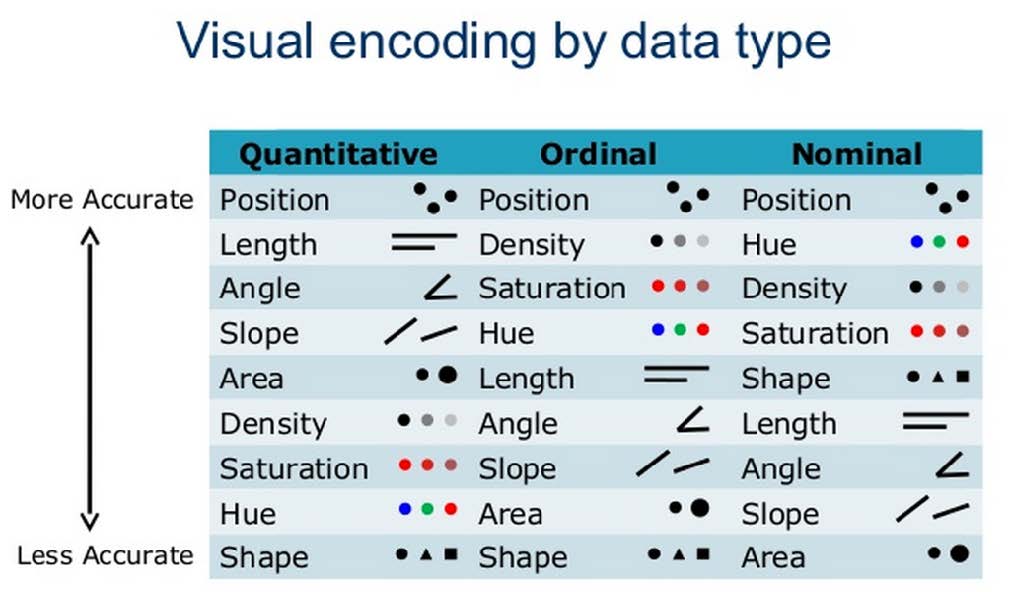 Visual encoding by data type
Quantitative Ordinal Nominal
More Accurate Position Position Position
Length Density Hue
Angle Saturation Density
Slope Hue Saturation
Area Length Shape
Density Angle Length
Saturation Slope Angle
Hue Area Slope
Less Accurate Shape Shape Area